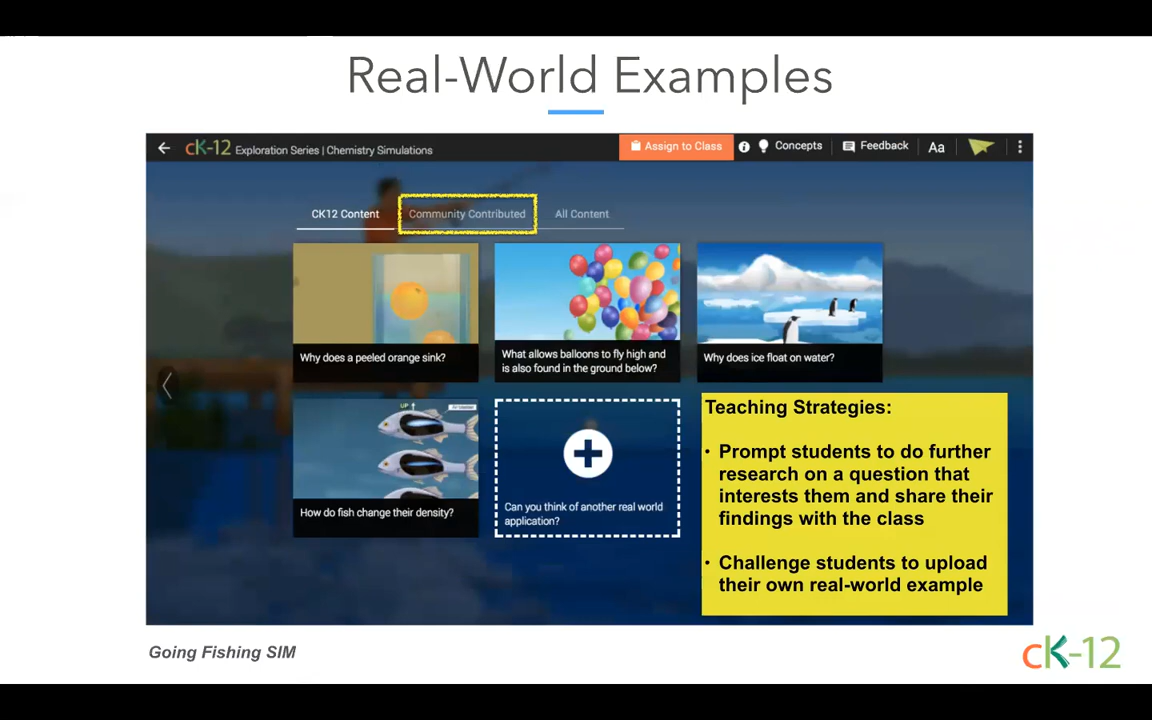 Real-World Examples
cK-12 Exploration Series | Chemistry Simulations
Assign to Class
Concepts
Feedback
Aa
CK12 Content
Community Contributed
All Content
Why does a peeled orange sink?
What allows balloons to fly high and
is also found in the ground below?
Why does ice float on water?
UP
How do fish change their density?
Can you think of another real world
application?
Teaching Strategies:
• Prompt students to do further
research on a question that
interests them and share their
findings with the class
• Challenge students to upload
their own real-world example
Going Fishing SIM
cK-12